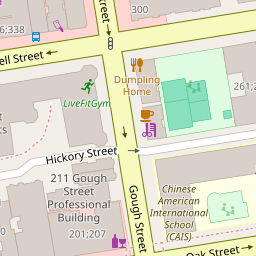 300
6;338
ell Street
Dumpling
Home
261;2
LiveFitGym
ts
Hickory Street
211 Gough
Street
Professional
Building
201;207
Gough Street
Chinese
American
International
School
(CAIS)
Oak Street